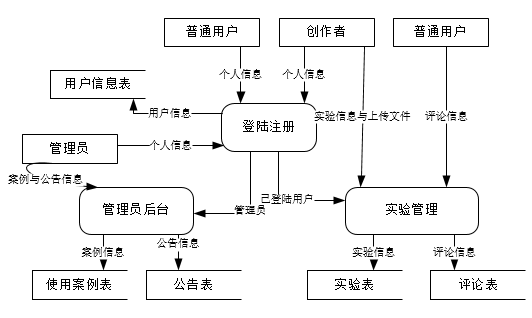 普通用户
创作者
普通用户
个人信息
个人信息
用户信息表
用户信息
登陆注册
实验信息与上传文件
评论信息
管理员
个人信息
案例与公告信息
管理员后台
管理员
已登陆用户
实验管理
案例信息
公告信息
实验信息
评论信息
使用案例表
公告表
实验表
评论表